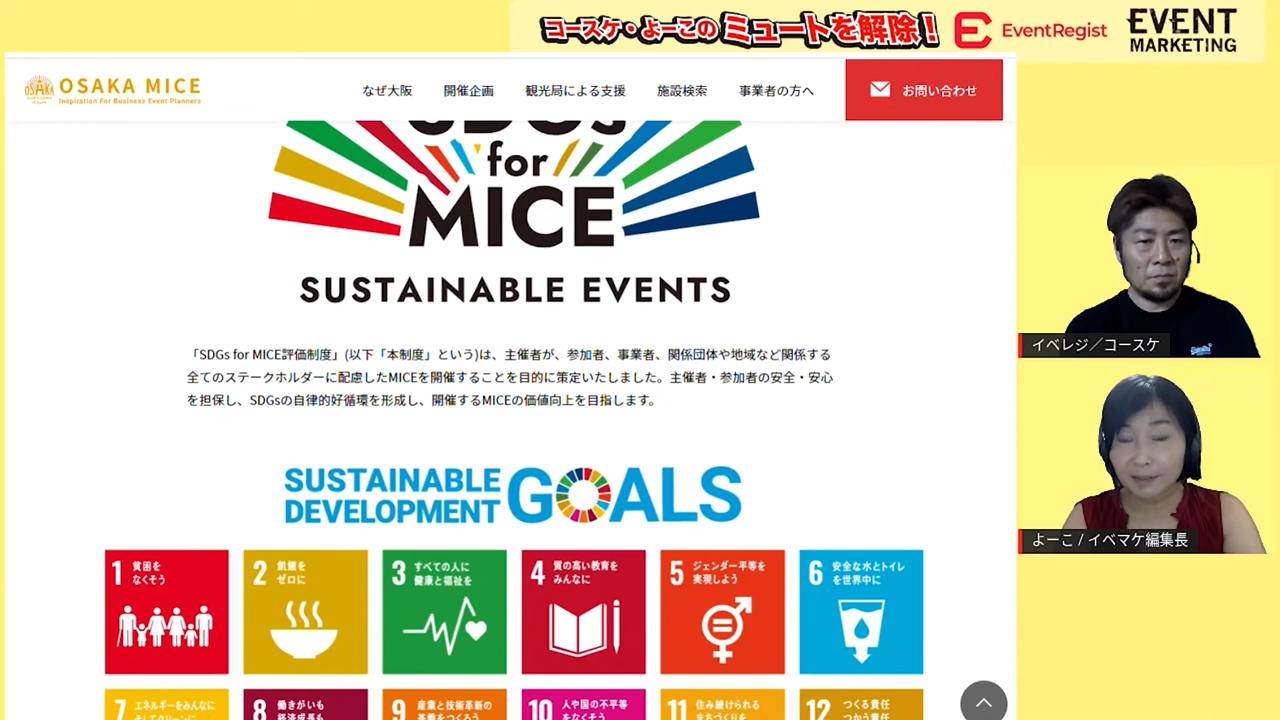 コースケ・よーこの ミュートを解除！
EventRegist
EVENT
MARKETING
OSAKA MICE
Inspiration For Business Event Planners
なぜ大阪
開催企画
観光局による支援
施設検索
事業者の方へ
お問い合わせ
SDGs
for
MICE
SUSTAINABLE EVENTS
「SDGs for MICE評価制度」(以下「本制度」という)は、主催者が、参加者、事業者、関係団体や地域など関係する
全てのステークホルダーに配慮したMICEを開催することを目的に策定いたしました。主催者・参加者の安全・安心
を担保し、SDGsの自律的好循環を形成し、開催するMICEの価値向上を目指します。
SUSTAINABLE
DEVELOPMENT
GOALS
1 貧困を
なくそう
2 飢餓を
ゼロに
3 すべての人に
健康と福祉を
4 質の高い教育を
みんなに
5 ジェンダー平等を
実現しよう
6 安全な水とトイレ
を世界中に
7 エネルギーをみんなに
そしてクリーンに
8 働きがいも
経済成長も
9 産業と技術革新の
基盤をつくろう
10 人や国の不平等
をなくそう
11 住み続けられる
まちづくりを
12 つくる責任
つかう責任
イベレジ／コースケ
よーこ / イベマケ編集長